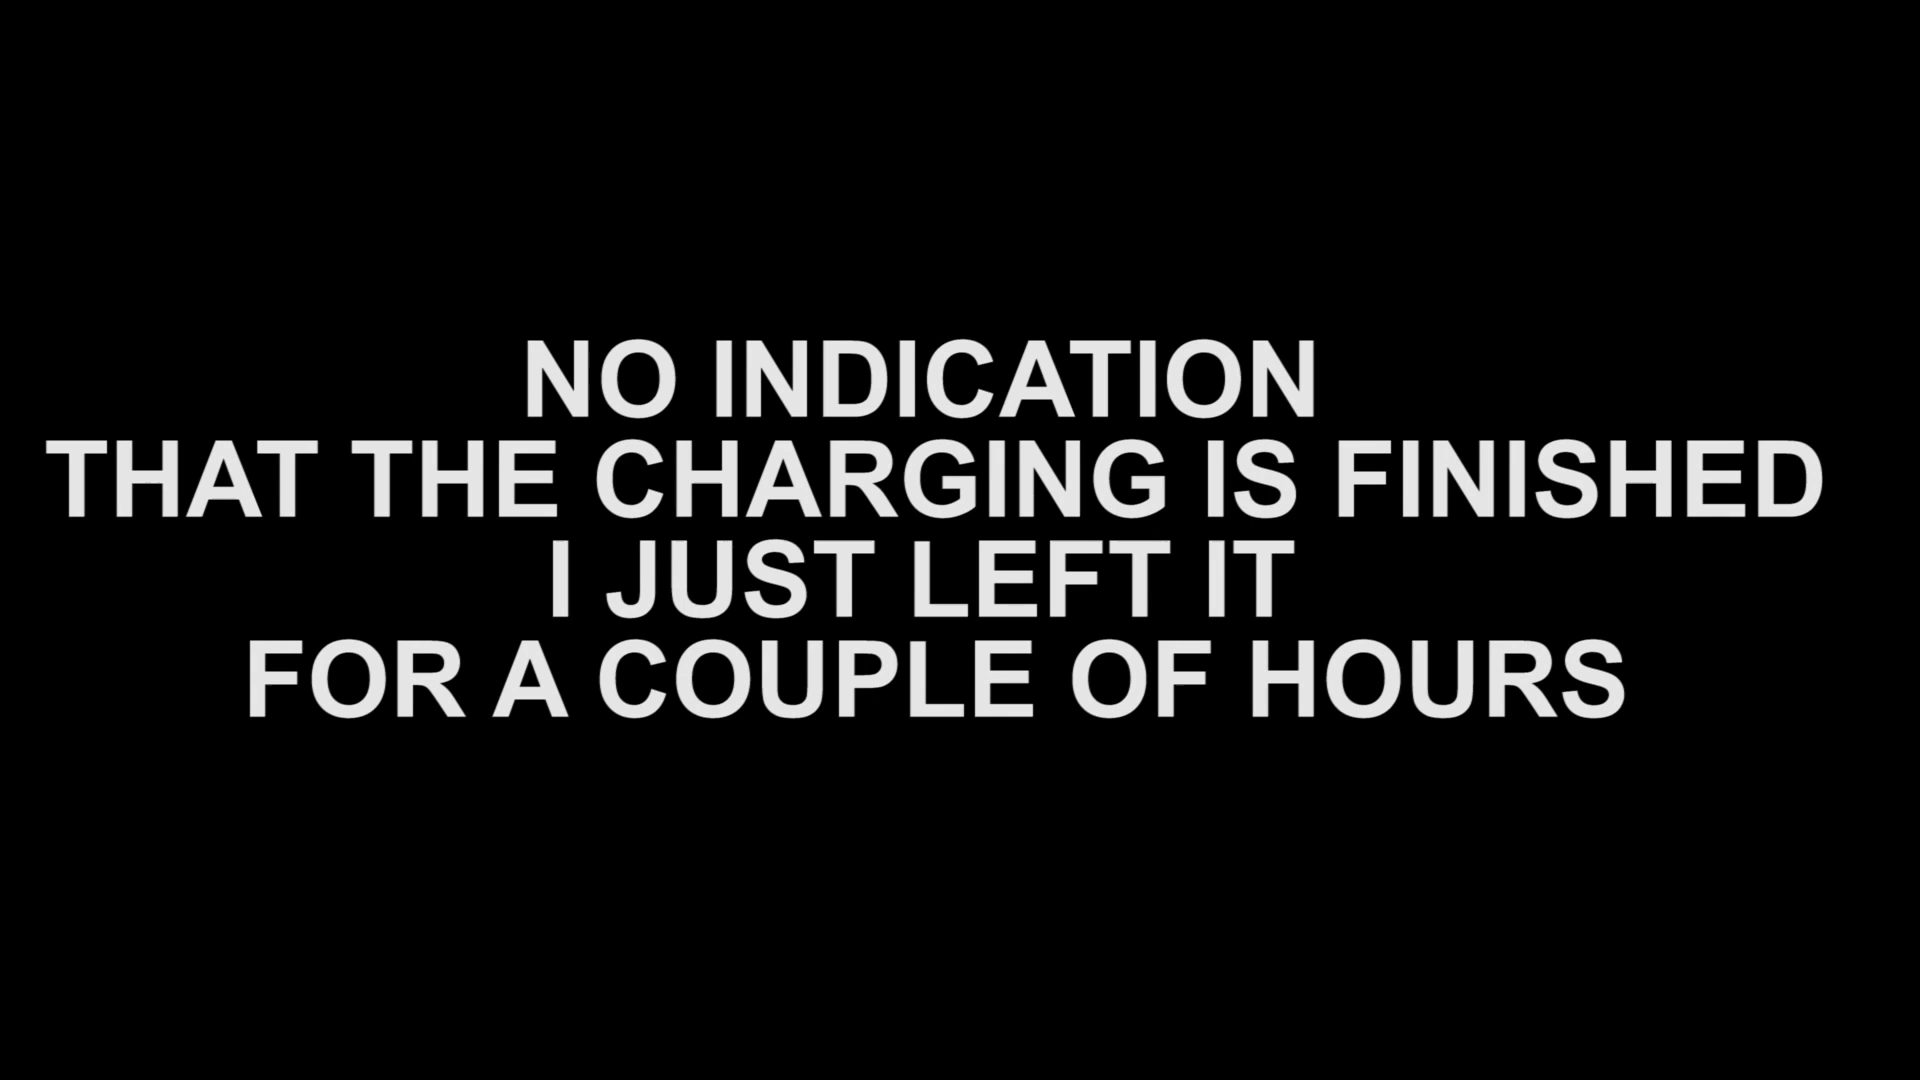 NO INDICATION
THAT THE CHARGING IS FINISHED
I JUST LEFT IT
FOR A COUPLE OF HOURS